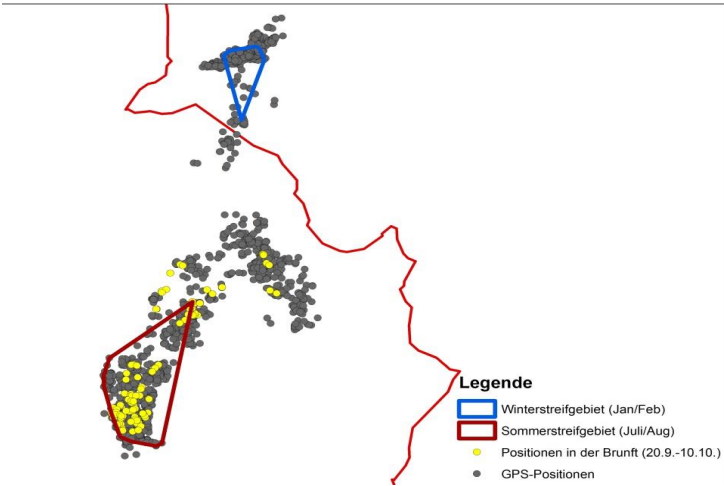 Legende
Winterstreifgebiet (Jan/Feb)
Sommerstreifgebiet (Juli/Aug)
Positionen in der Brunft (20.9.-10.10.)
GPS-Positionen